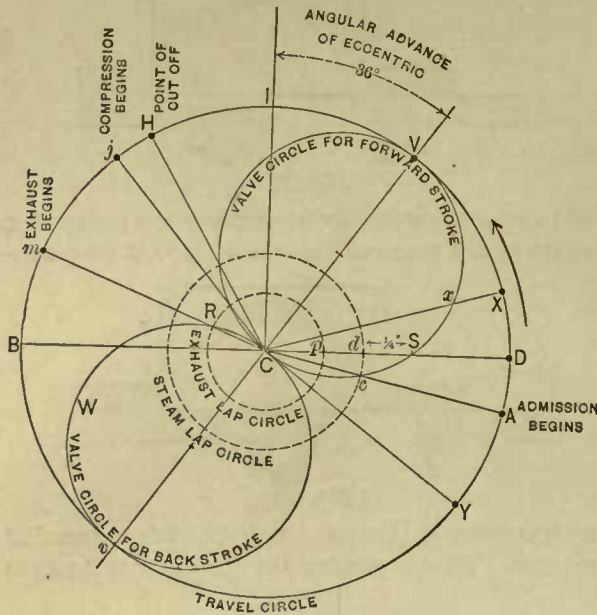 ANGULAR ADVANCE
OF ECCENTRIC
36°
COMPRESSION
BEGINS
POINT OF
CUT OFF
EXHAUST
BEGINS
H
j
l
V
m
VALVE CIRCLE FOR FORWARD STROKE
X
x
R
B
C
p
d
¼"
S
D
c
A
ADMISSION
BEGINS
EXHAUST LAP CIRCLE
STEAM LAP CIRCLE
W
VALVE CIRCLE FOR BACK STROKE
Y
v
TRAVEL CIRCLE